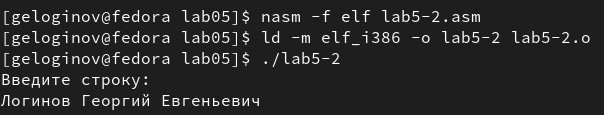 [geloginov@fedora lab05]$ nasm -f elf lab5-2.asm
[geloginov@fedora lab05]$ ld -m elf_i386 -o lab5-2 lab5-2.o
[geloginov@fedora lab05]$ ./lab5-2
Введите строку:
Логинов Георгий Евгеньевич